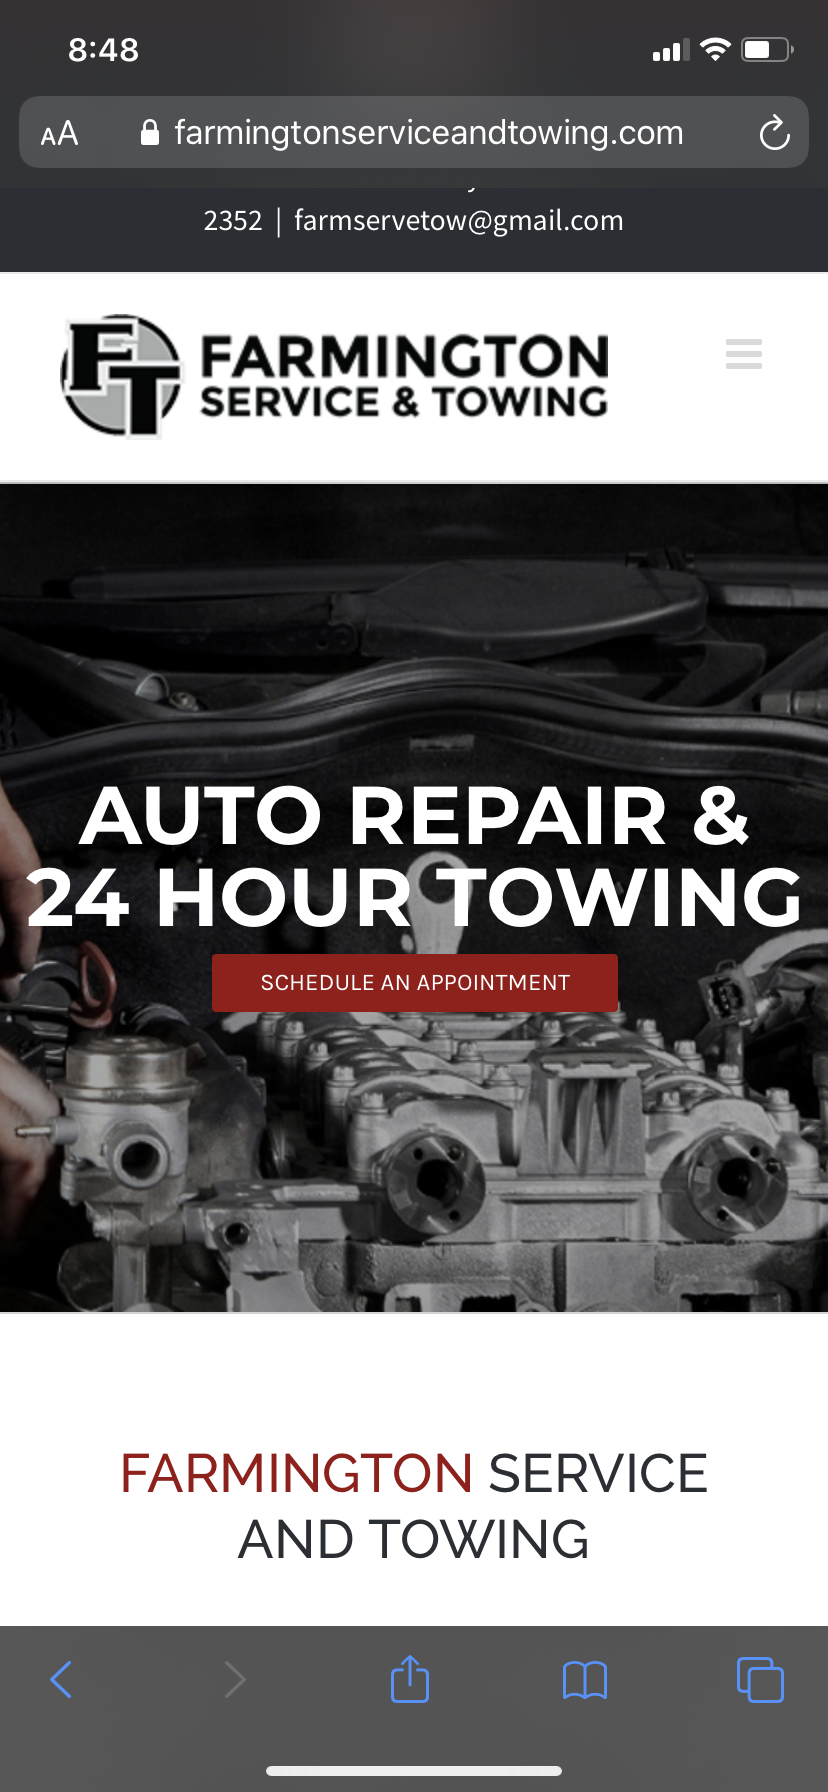 8:48
AA farmingtonserviceandtowing.com
2352 | farmservetow@gmail.com
FT
FARMINGTON
SERVICE & TOWING
AUTO REPAIR &
24 HOUR TOWING
SCHEDULE AN APPOINTMENT
FARMINGTON SERVICE
AND TOWING